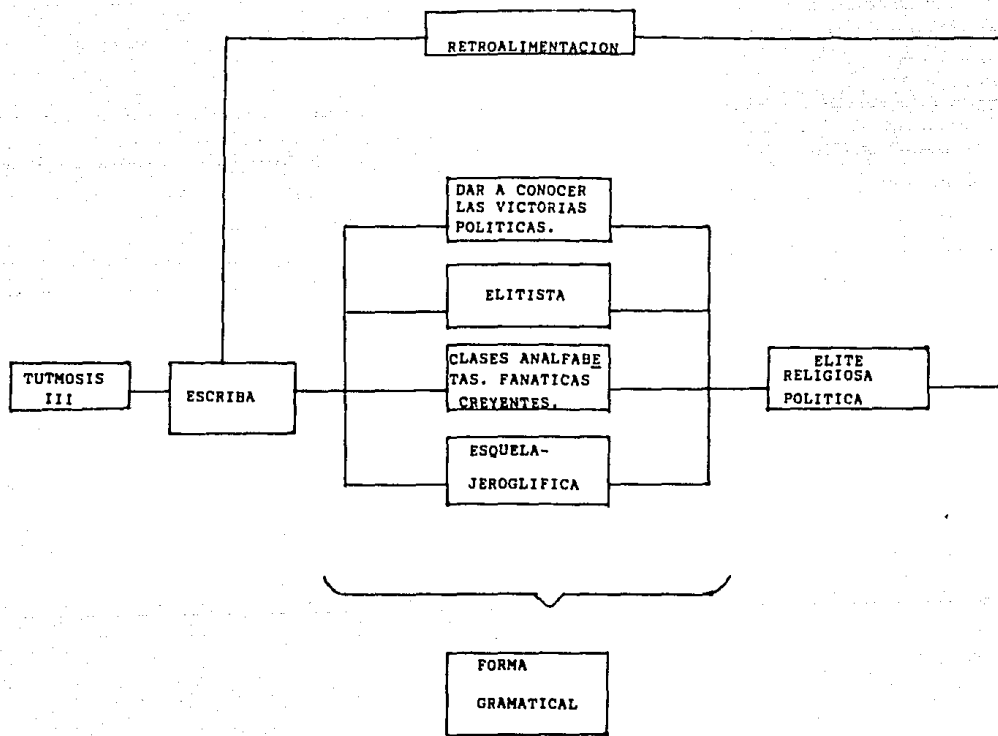 RETROALIMENTACION
DAR A CONOCER
LAS VICTORIAS
POLITICAS.
ELITISTA
TUTMOSIS
III
ESCRIBA
CLASES ANALFABE
TAS. FANATICAS
CREYENTES.
ELITE
RELIGIOSA
POLITICA
ESQUELA-
JEROGLIFICA
FORMA
GRAMATICAL